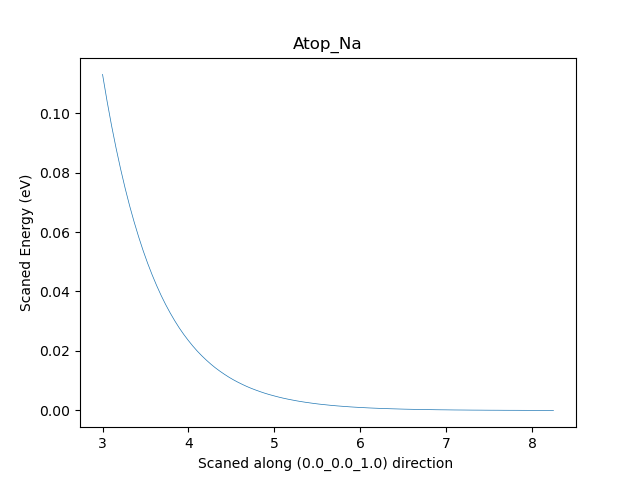 Atop_Na
Scaned Energy (eV)
0.10
0.08
0.06
0.04
0.02
0.00
3 4 5 6 7 8
Scaned along (0.0_0.0_1.0) direction